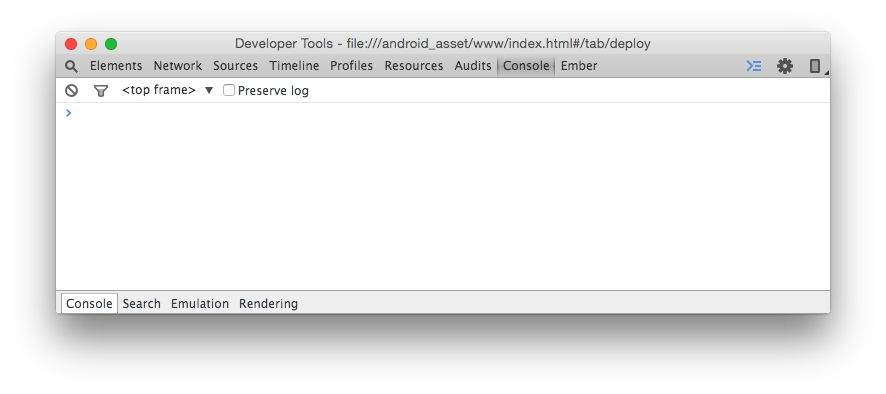 Developer Tools - file:///android_asset/www/index.html#/tab/deploy
Elements Network Sources Timeline Profiles Resources Audits Console Ember
<top frame> ▼ Preserve log
Console Search Emulation Rendering